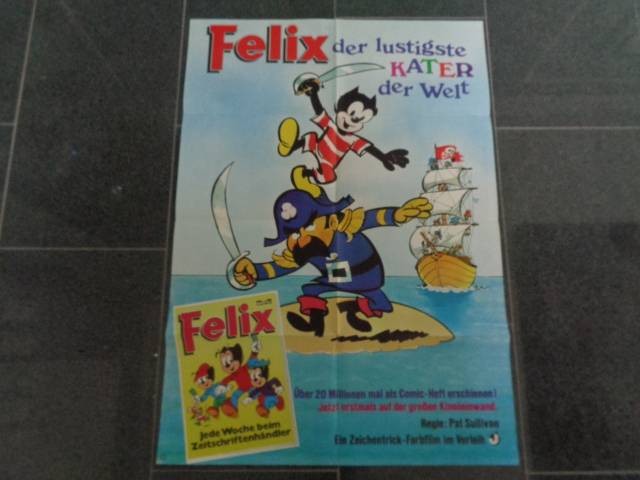 Felix der lustigste
KATER
der Welt
Felix
Jede Woche beim
Zeitschriftenhändler
Über 20 Millionen mal als Comic-Heft erschienen!
Jetzt erstmals auf der großen Kinoleinwand.
Regie: Pat Sullivan
Ein Zeichentrick-Farbfilm im Verleih